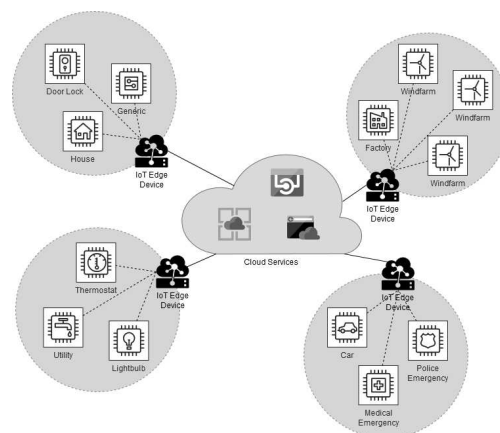 Door Lock
Generic
House
IoT Edge
Device
Windfarm
Windfarm
Factory
Windfarm
IoT Edge
Device
Cloud Services
Thermostat
IoT Edge
Device
Utility
Lightbulb
IoT Edge
Device
Car
Police
Emergency
Medical
Emergency